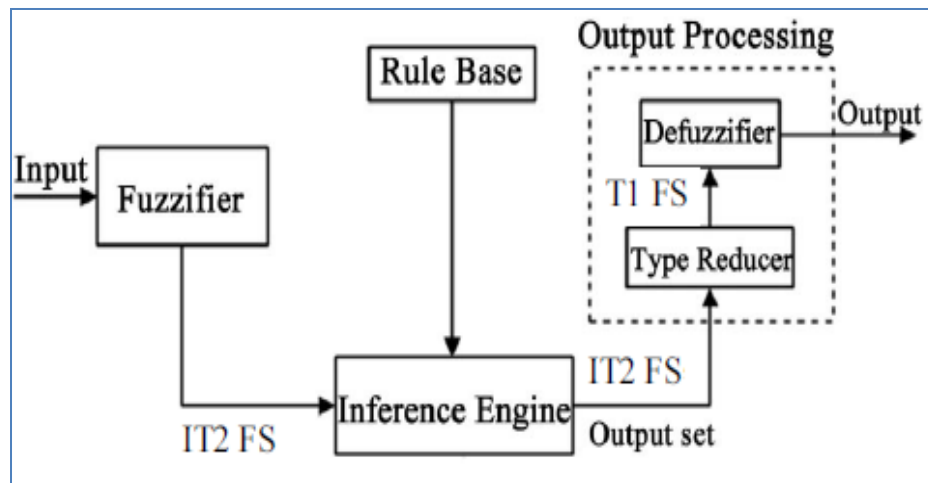 Output Processing
Rule Base
Defuzzifier
Output
Input
Fuzzifier
T1 FS
Type Reducer
IT2 FS
Inference Engine
IT2 FS
Output set